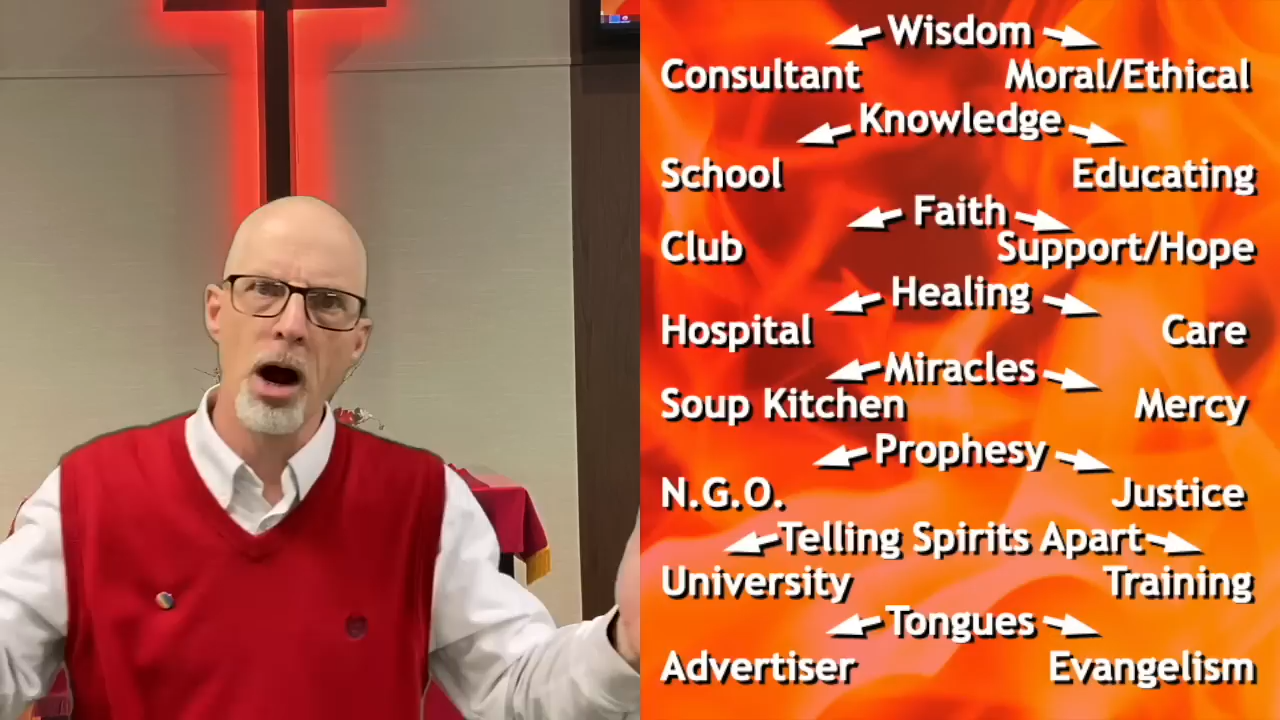 Wisdom
Consultant Moral/Ethical
Knowledge
School Educating
Faith
Club Support/Hope
Healing
Hospital Care
Miracles
Soup Kitchen Mercy
Prophesy
N.G.O. Justice
Telling Spirits Apart
University Training
Tongues
Advertiser Evangelism